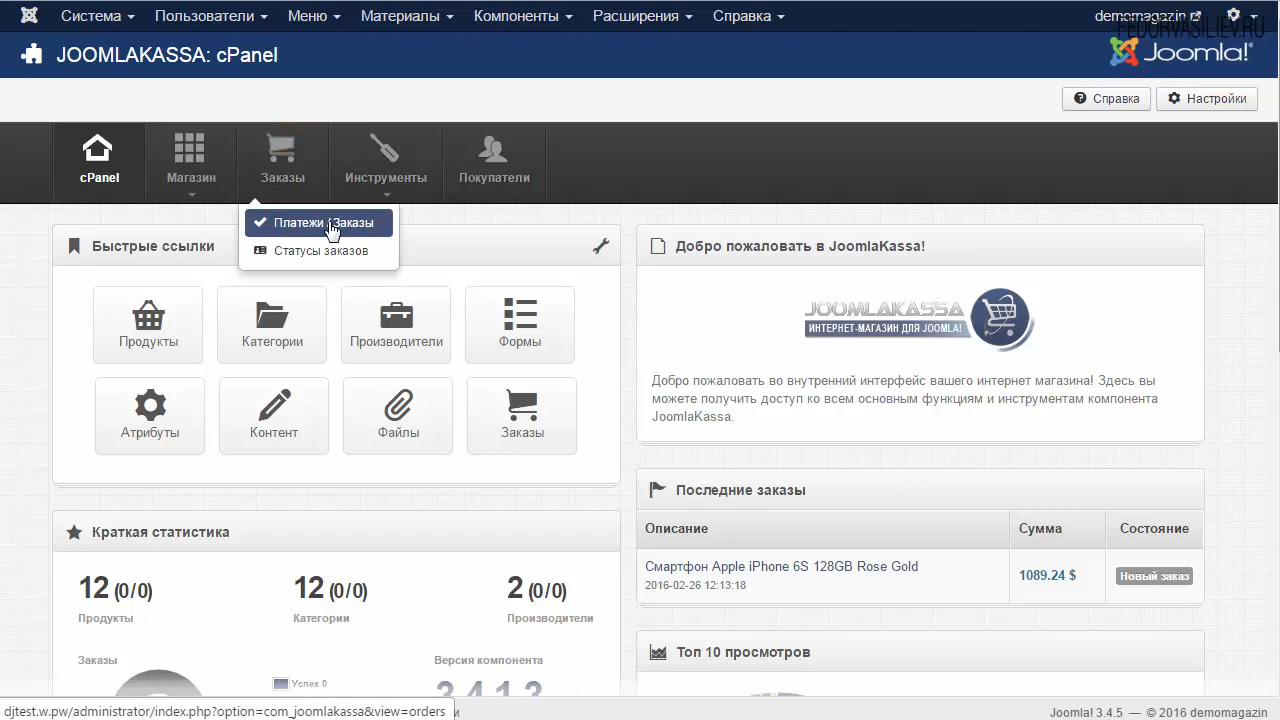 Система Пользователи Меню Материалы Компоненты Расширения Справка demomagazin
FEDORVASILIEV.RU
JOOMLAKASSA: cPanel Joomla!
Справка Настройки
cPanel Магазин Заказы Инструменты Покупатели
Платежи / Заказы
Статусы заказов
Быстрые ссылки
Продукты Категории Производители Формы
Атрибуты Контент Файлы Заказы
Краткая статистика
12 (0/0) 12 (0/0) 2 (0/0)
Продукты Категории Производители
Заказы Версия компонента
Успех 0
3.4.1.3
Добро пожаловать в JoomlaKassa!
JOOMLAKASSA
ИНТЕРНЕТ-МАГАЗИН ДЛЯ JOOMLA!
Добро пожаловать во внутренний интерфейс вашего интернет магазина! Здесь вы
можете получить доступ ко всем основным функциям и инструментам компонента
JoomlaKassa.
Последние заказы
Описание Сумма Состояние
Смартфон Apple iPhone 6S 128GB Rose Gold 1089.24 $ Новый заказ
2016-02-26 12:13:18
Топ 10 просмотров
djtest.w.pw/administrator/index.php?option=com_joomlakassa&view=orders
Joomla! 3.4.5 — © 2016 demomagazin